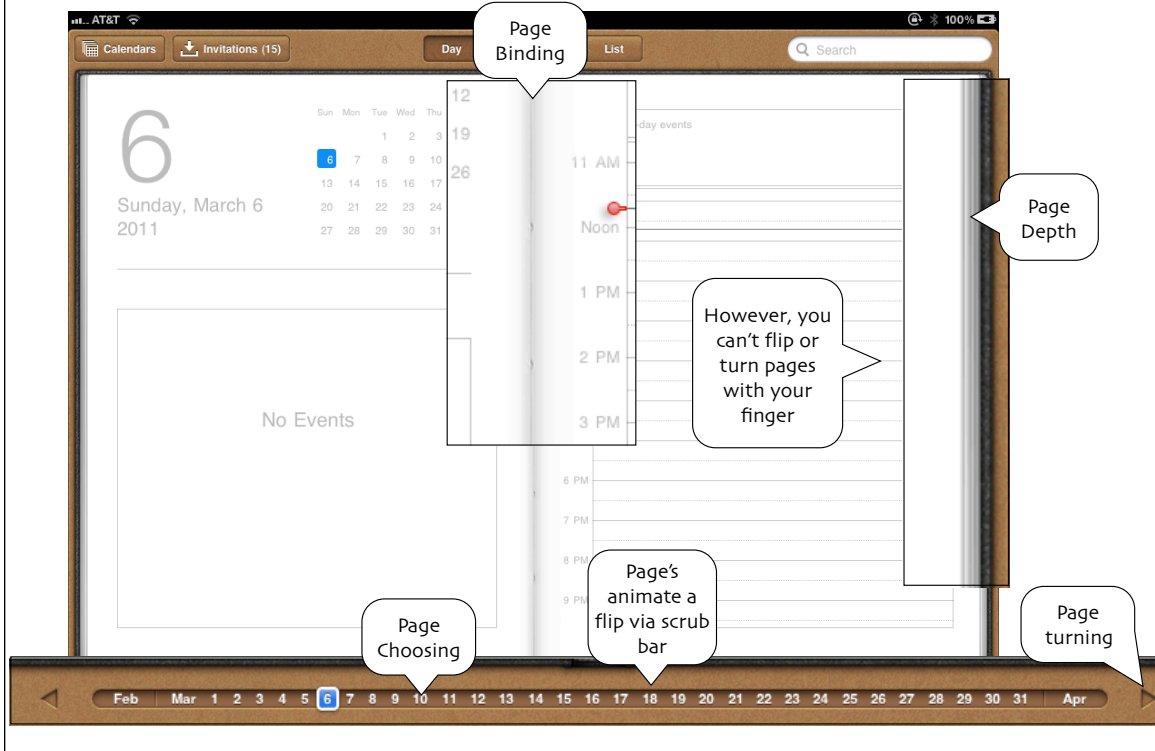 AT&T
100%
Calendars
Invitations (15)
Day
List
Search
Page
Binding
6
Sunday, March 6
2011
Sun Mon Tue Wed Thu
1 2 3
6 7 8 9 10
13 14 15 16 17
20 21 22 23 24
27 28 29 30 31
12
19
26
-day events
11 AM
Noon
1 PM
2 PM
3 PM
6 PM
7 PM
8 PM
9 PM
No Events
Page
Depth
However, you
can't flip or
turn pages
with your
finger
Page's
animate a
flip via scrub
bar
Page
Choosing
Page
turning
Feb Mar 1 2 3 4 5 6 7 8 9 10 11 12 13 14 15 16 17 18 19 20 21 22 23 24 25 26 27 28 29 30 31 Apr